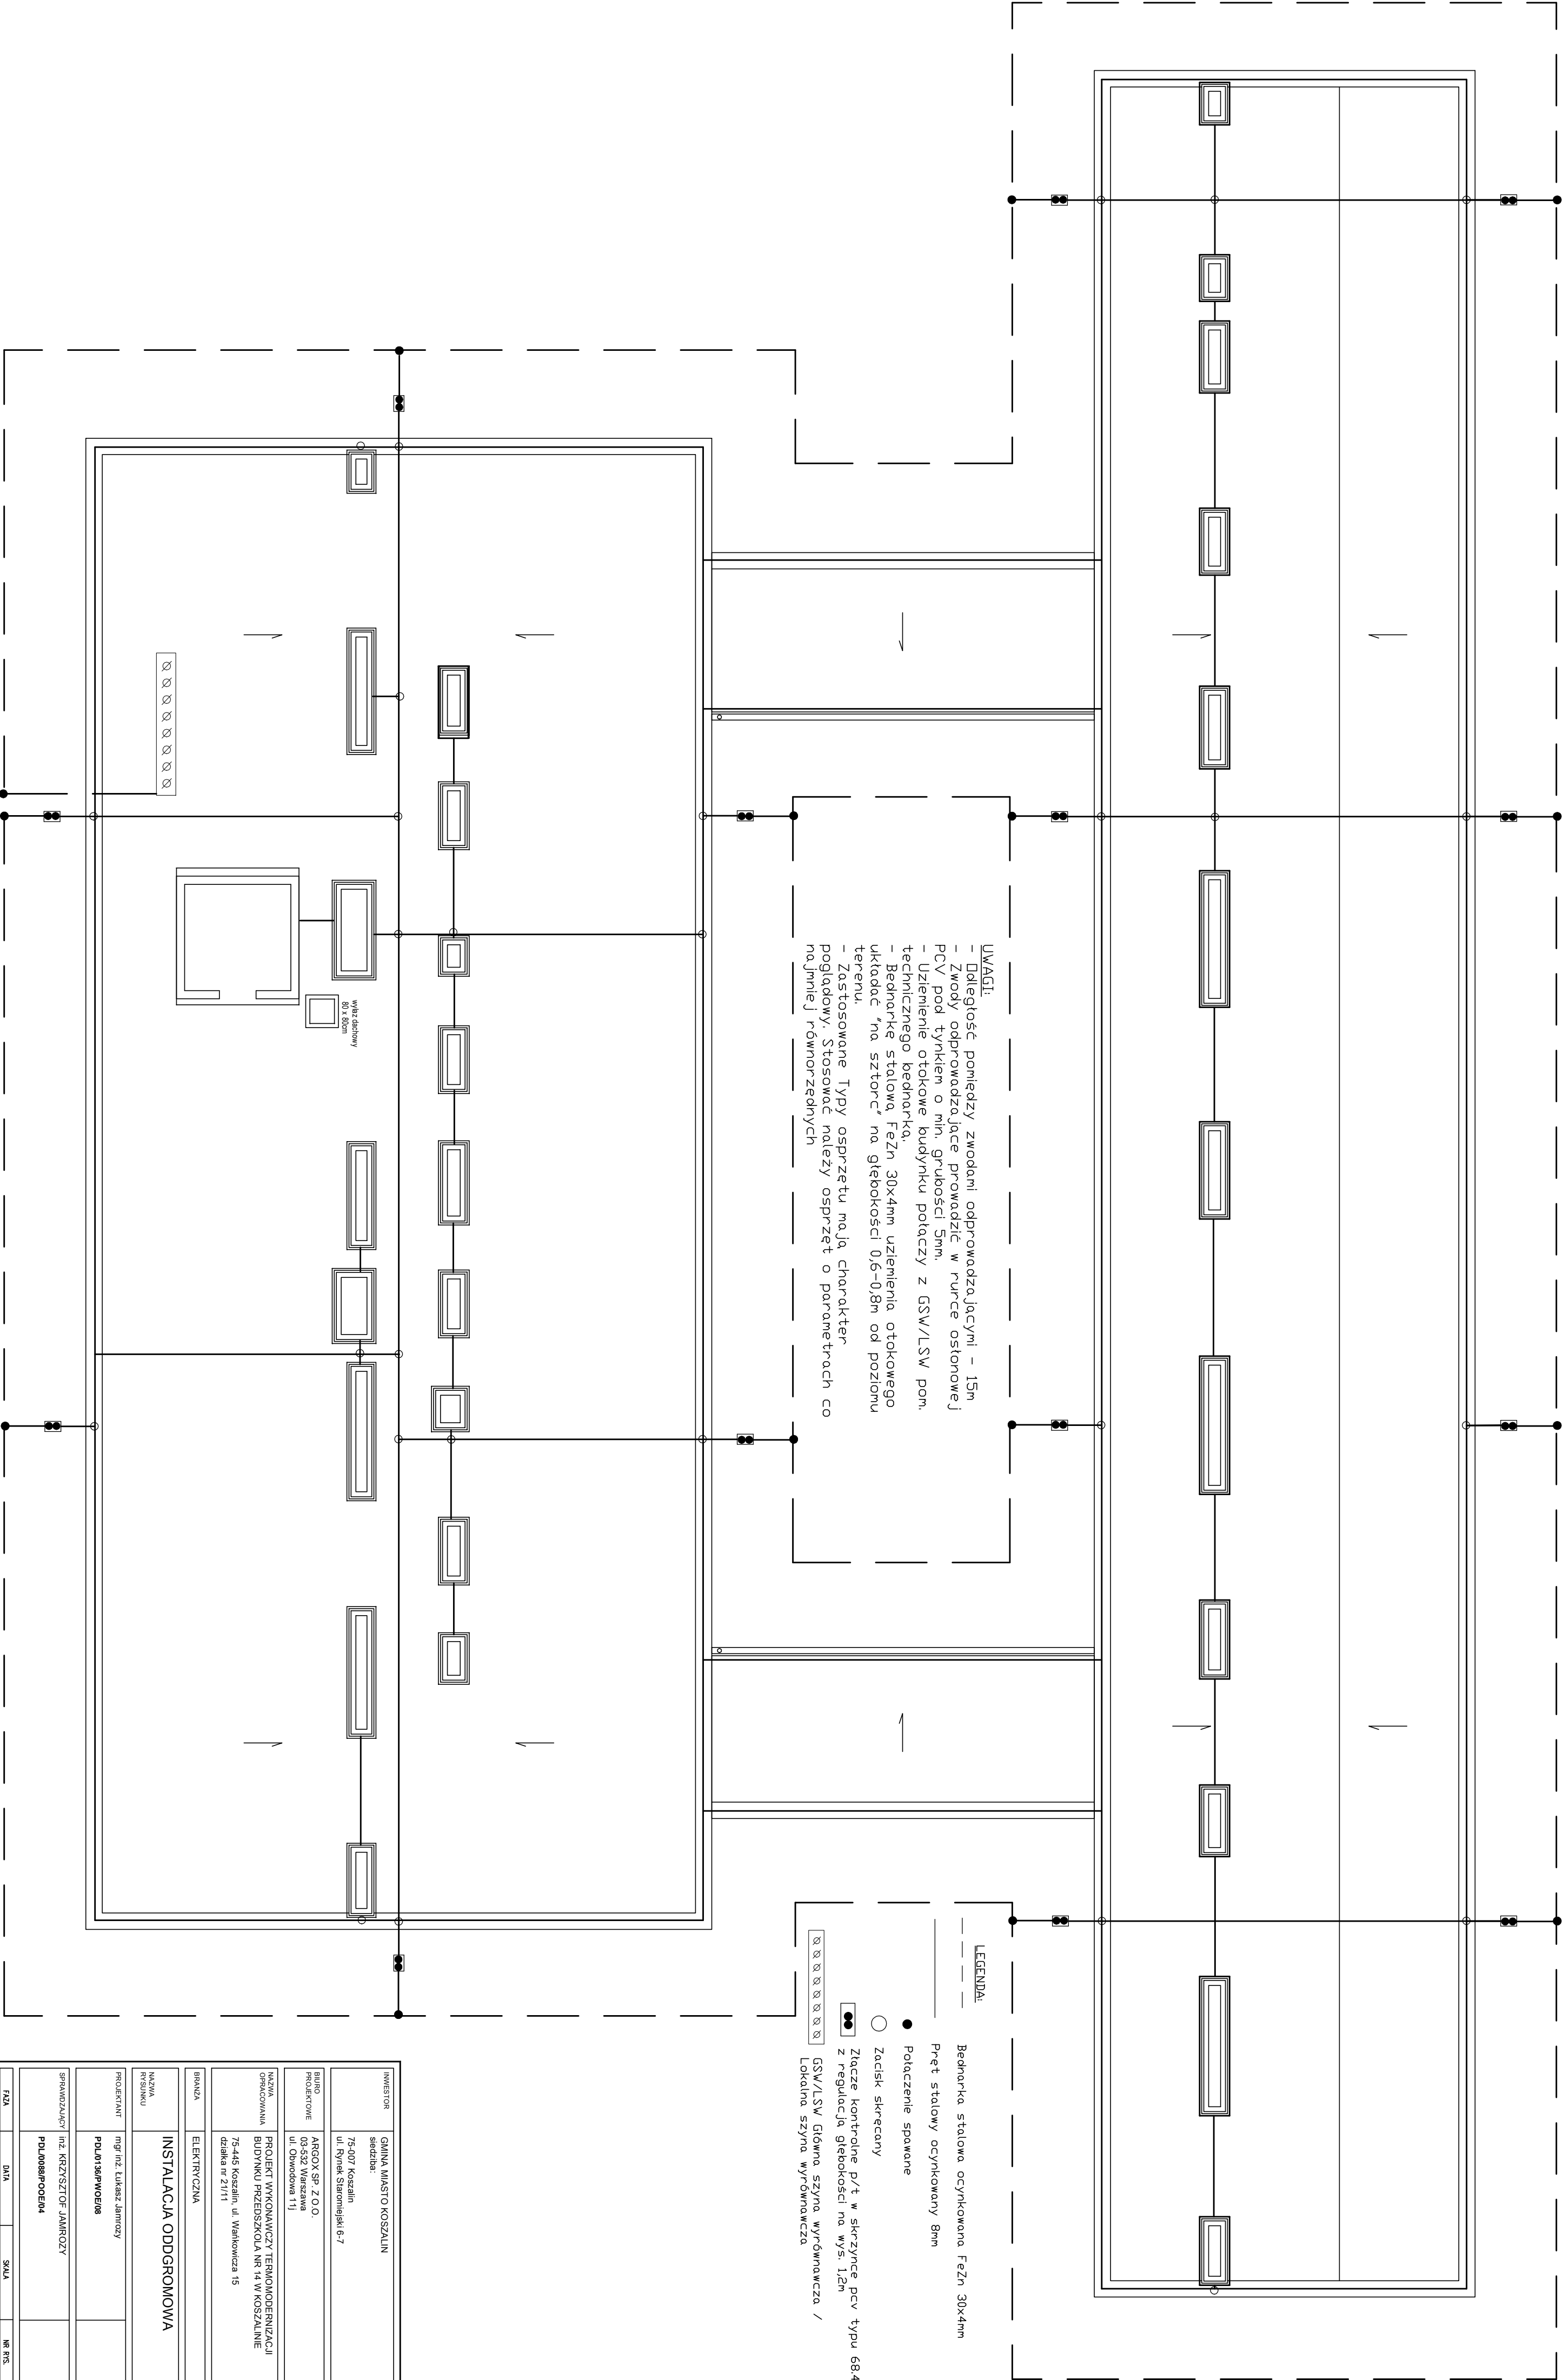 UWAGI:
- Odległość pomiędzy zwodami odprowadzającymi - 15m
- Zwody odprowadzające prowadzić w rurce osłonowej
PCV pod tynkiem o min. grubości 5mm.
- Uziemienie otokowe budynku połączy z GSW/LSW pom.
technicznego bednarką.
- Bednarkę stalową FeZn 30x4mm uziemienia otokowego
układać "na sztorc" na głębokości 0,6-0,8m od poziomu
terenu.
- Zastosowane Typy osprzętu mają charakter
poglądowy. Stosować należy osprzęt o parametrach co
najmniej równorzędnych
wyłaz dachowy
80 x 80cm
LEGENDA:
Bednarka stalowa ocynkowana FeZn 30x4mm
Pręt stalowy ocynkowany 8mm
Połączenie spawane
Zacisk skręcany
Złącze kontrolne p/t w skrzynce pcv typu 68.4
z regulacją głębokości na wys. 1,2m
GSW/LSW Główna szyna wyrównawcza /
Lokalna szyna wyrównawcza
INWESTOR
GMINA MIASTO KOSZALIN
siedziba:
75-007 Koszalin
ul. Rynek Staromiejski 6-7
BIURO
PROJEKTOWE
ARGOX SP. Z O.O.
03-532 Warszawa
ul. Obwodowa 11j
NAZWA
OPRACOWANIA
PROJEKT WYKONAWCZY TERMOMODERNIZACJI
BUDYNKU PRZEDSZKOLA NR 14 W KOSZALINIE
75-445 Koszalin, ul. Wańkowicza 15
działka nr 21/11
BRANŻA
ELEKTRYCZNA
NAZWA
RYSUNKU
INSTALACJA ODGROMOWA
PROJEKTANT
mgr inż. Łukasz Jamrozy
PDL/0136/PWOE/08
SPRAWDZAJĄCY
inż. KRZYSZTOF JAMROZY
PDL/0088/POOE/04
FAZA
DATA
SKALA
NR RYS.